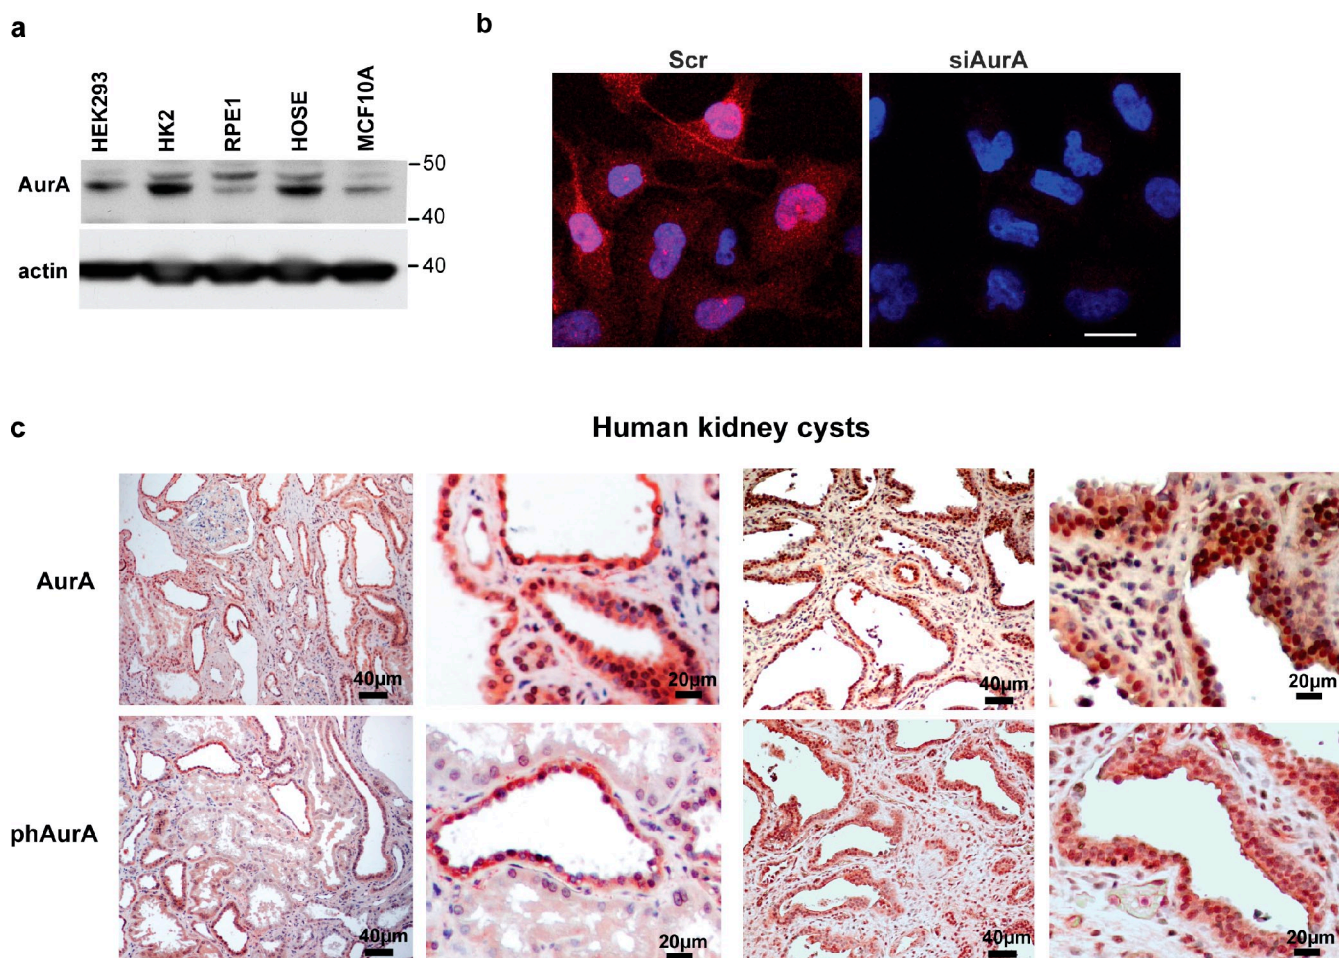 a
HEK293
HK2
RPE1
HOSE
MCF10A
AurA
50
40
actin
40
b
Scr
siAurA
c
Human kidney cysts
AurA
40µm
20µm
40µm
20µm
phAurA
40µm
20µm
40µm
20µm